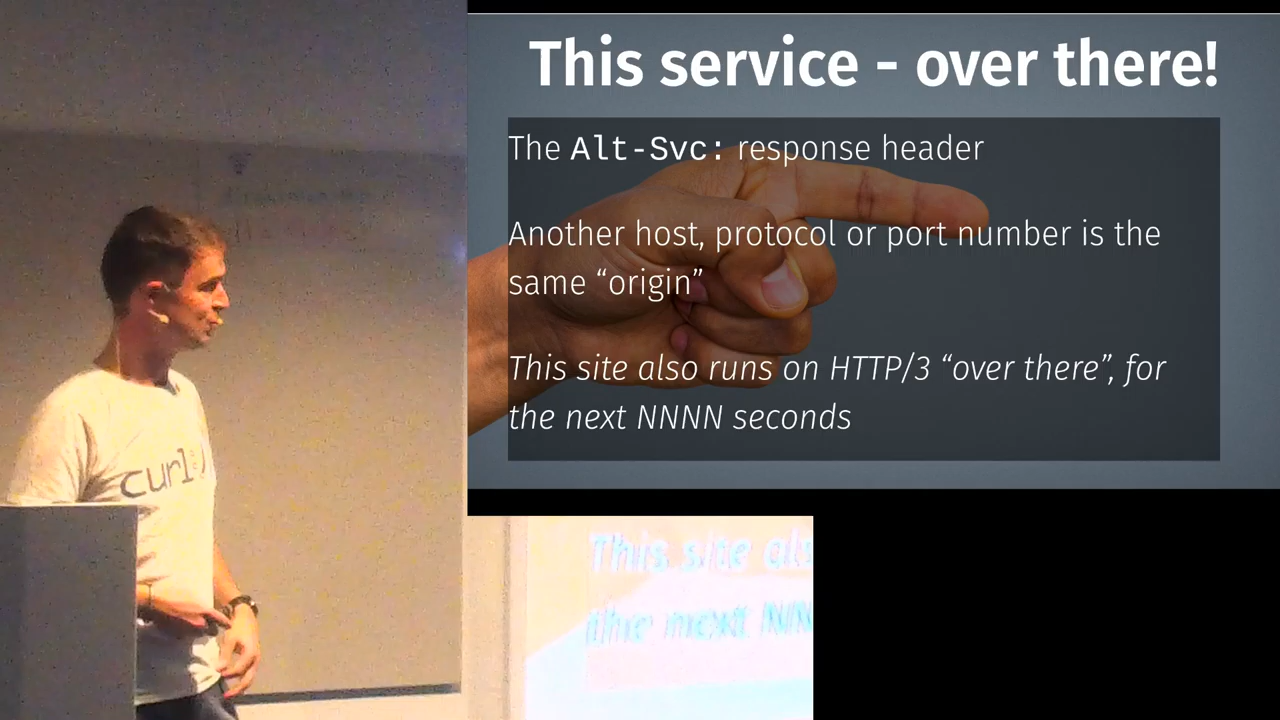 This service - over there!
The Alt-Svc: response header
Another host, protocol or port number is the
same “origin”
This site also runs on HTTP/3 “over there”, for
the next NNNN seconds
curl
This site als
the next NN